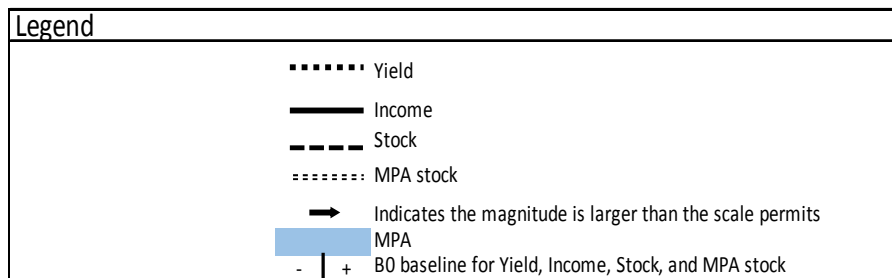 Legend
Yield
Income
Stock
MPA stock
Indicates the magnitude is larger than the scale permits
MPA
- + B0 baseline for Yield, Income, Stock, and MPA stock